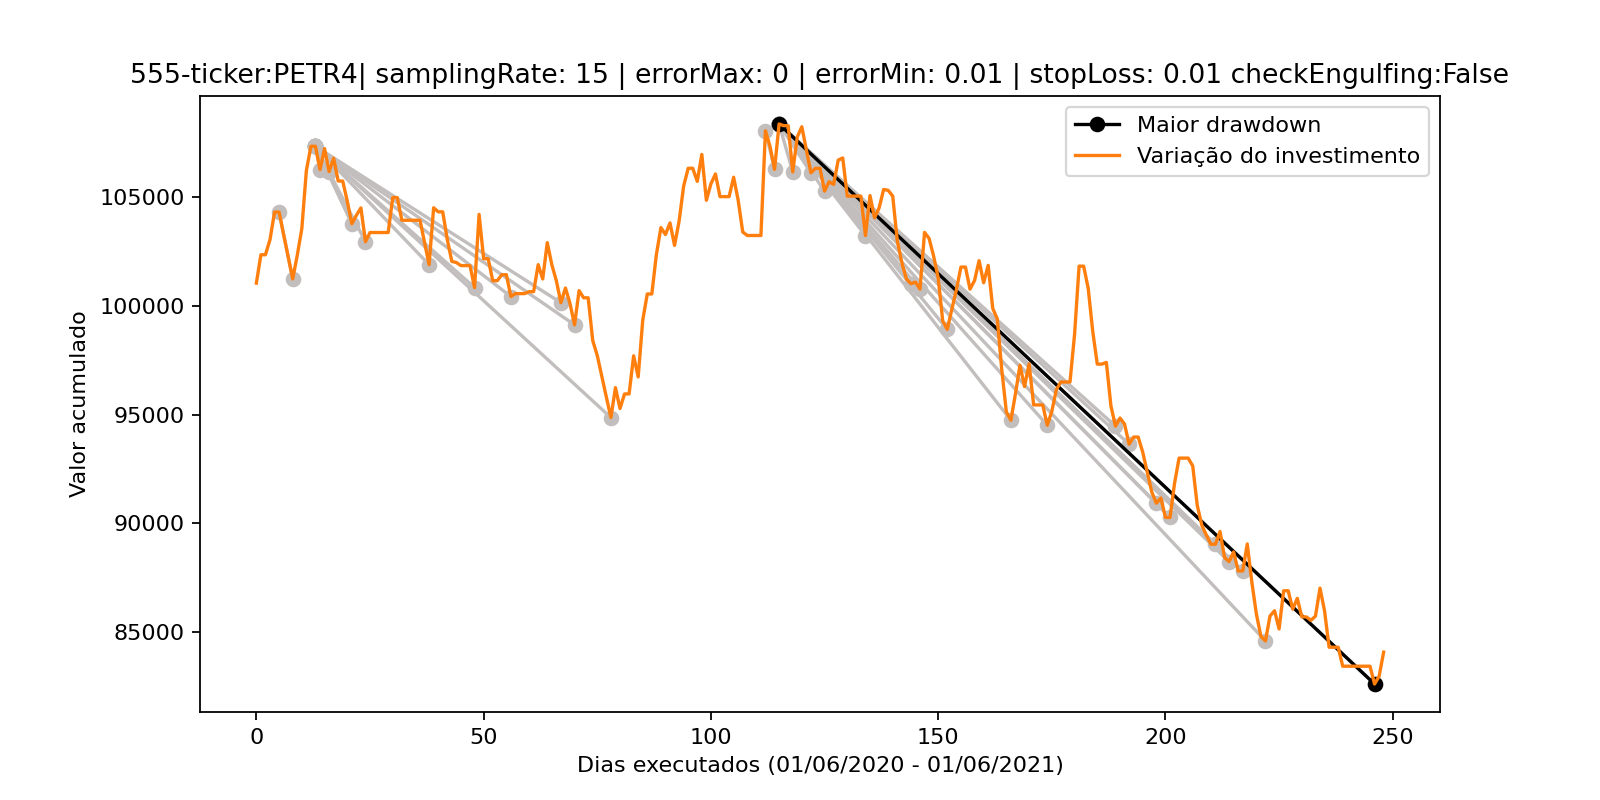 555-ticker:PETR4| samplingRate: 15 | errorMax: 0 | errorMin: 0.01 | stopLoss: 0.01 checkEngulfing:False
Maior drawdown
Variação do investimento
Valor acumulado
105000
100000
95000
90000
85000
0
50
100
150
200
250
Dias executados (01/06/2020 - 01/06/2021)